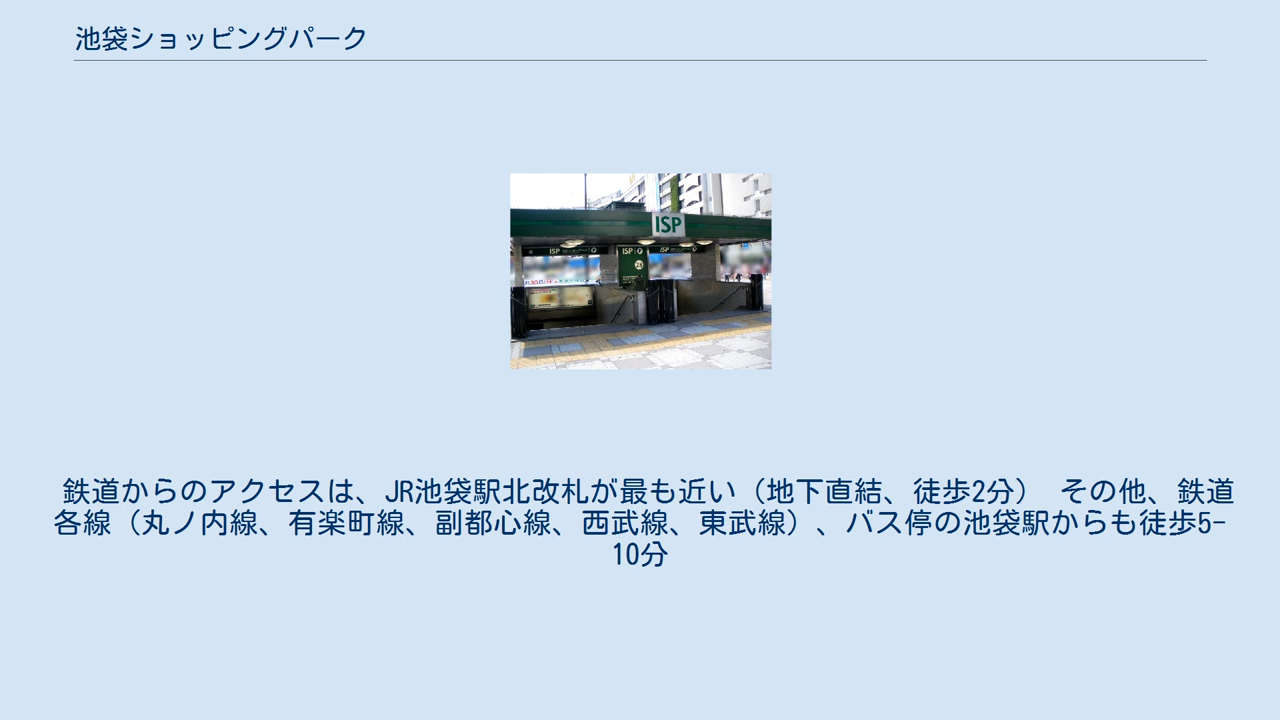 池袋ショッピングパーク
ISP
ISP
ISP
ISP
鉄道からのアクセスは、JR池袋駅北改札が最も近い（地下直結、徒歩2分）　その他、鉄道
各線（丸ノ内線、有楽町線、副都心線、西武線、東武線）、バス停の池袋駅からも徒歩5-
10分